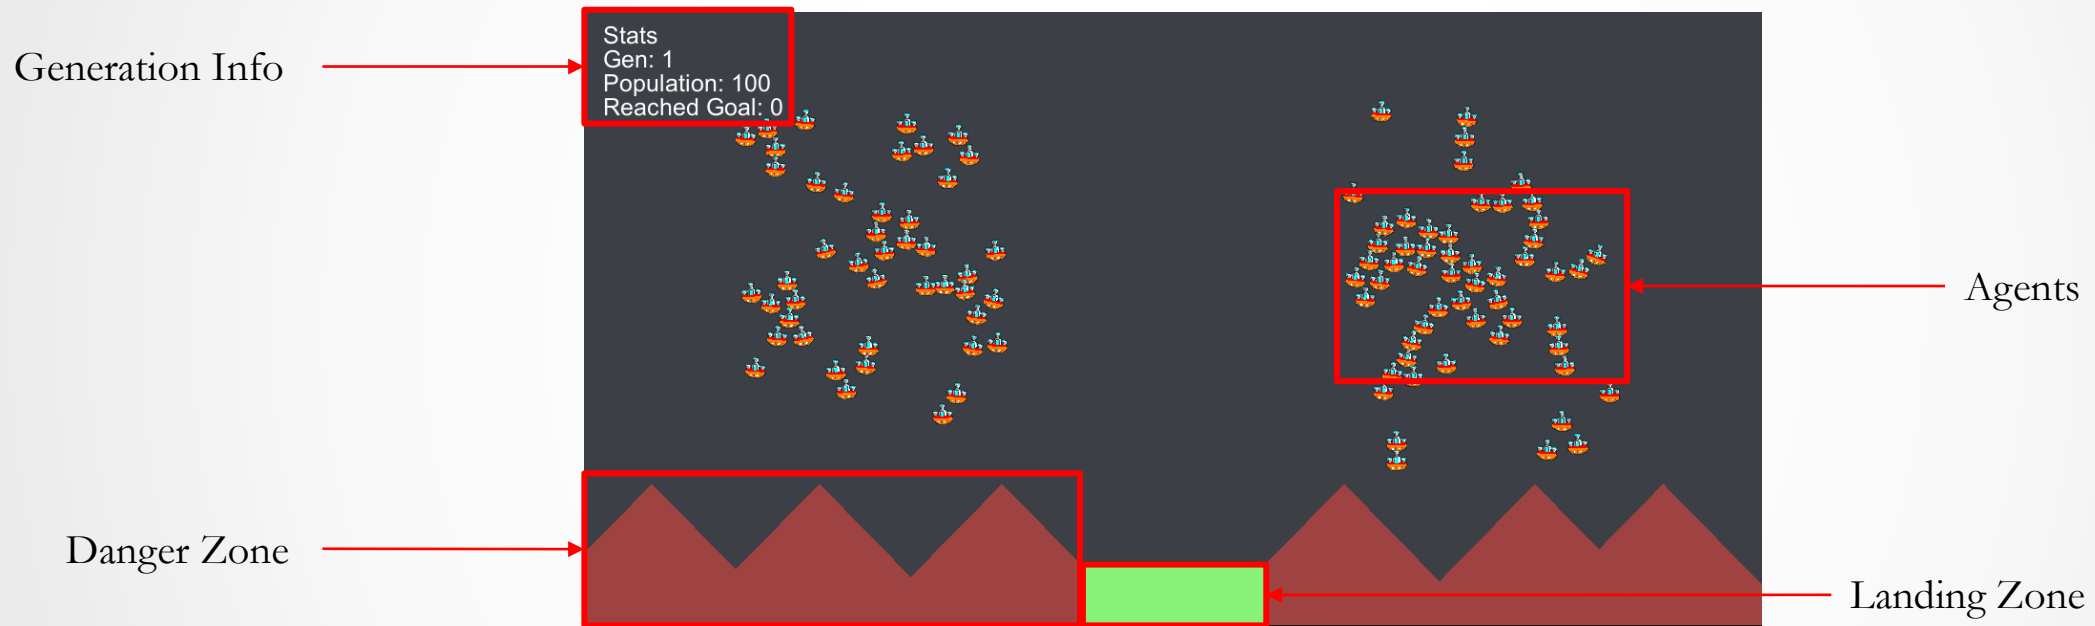 Generation Info
Stats
Gen: 1
Population: 100
Reached Goal: 0
Agents
Danger Zone
Landing Zone